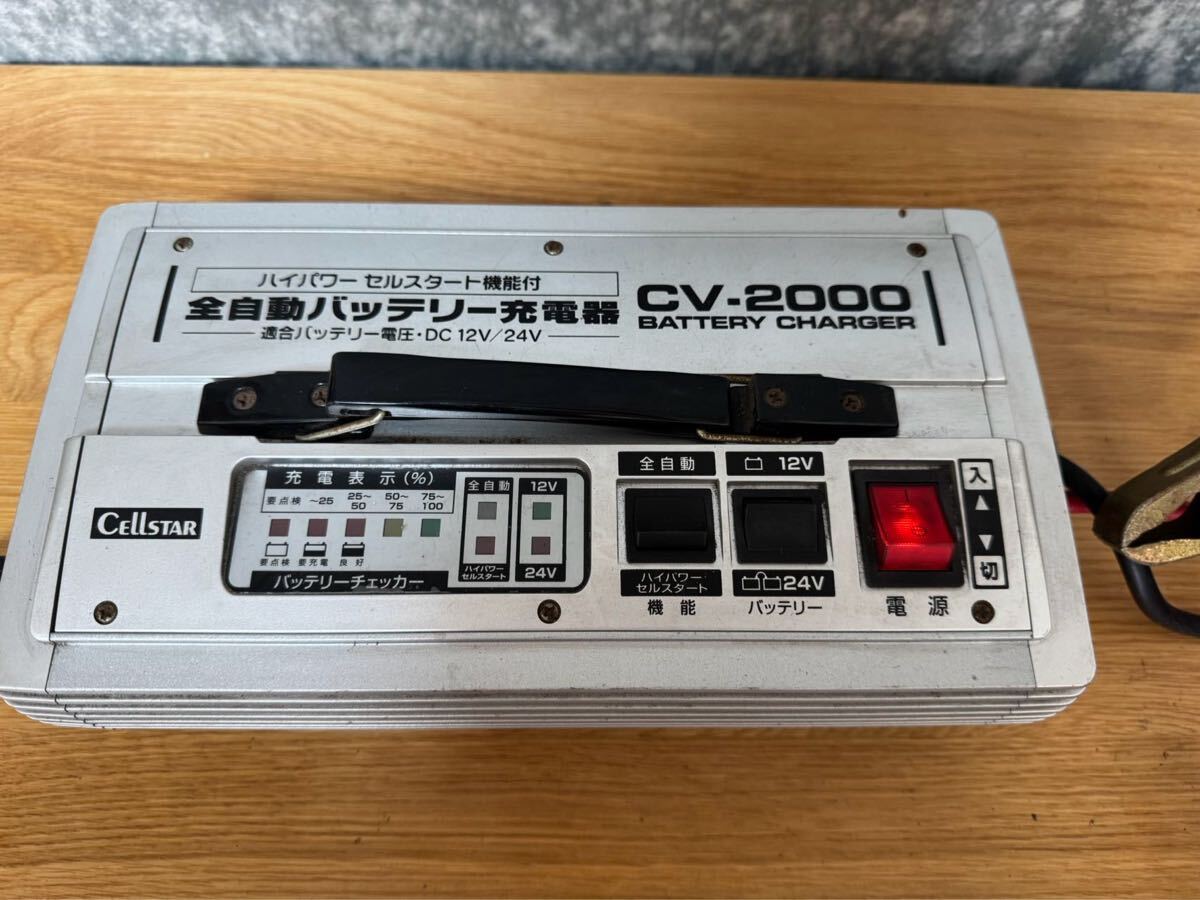 ハイパワー セルスタート機能付
全自動バッテリー充電器
適合バッテリー電圧・DC 12V/24V
CV-2000
BATTERY CHARGER
CELLSTAR
充電表示(%)
要点検 ~25 25~50 50~75 75~100
要点検 要充電 良好
バッテリーチェッカー
全自動
ハイパワー
セルスタート
12V
24V
全自動
ハイパワー
セルスタート
機能
12V
24V
バッテリー
電源
入
切